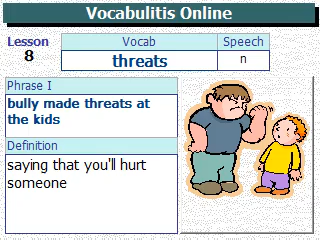 Vocabulitis Online
Lesson
8
Vocab
threats
Speech
n
Phrase I
bully made threats at
the kids
Definition
saying that you'll hurt
someone